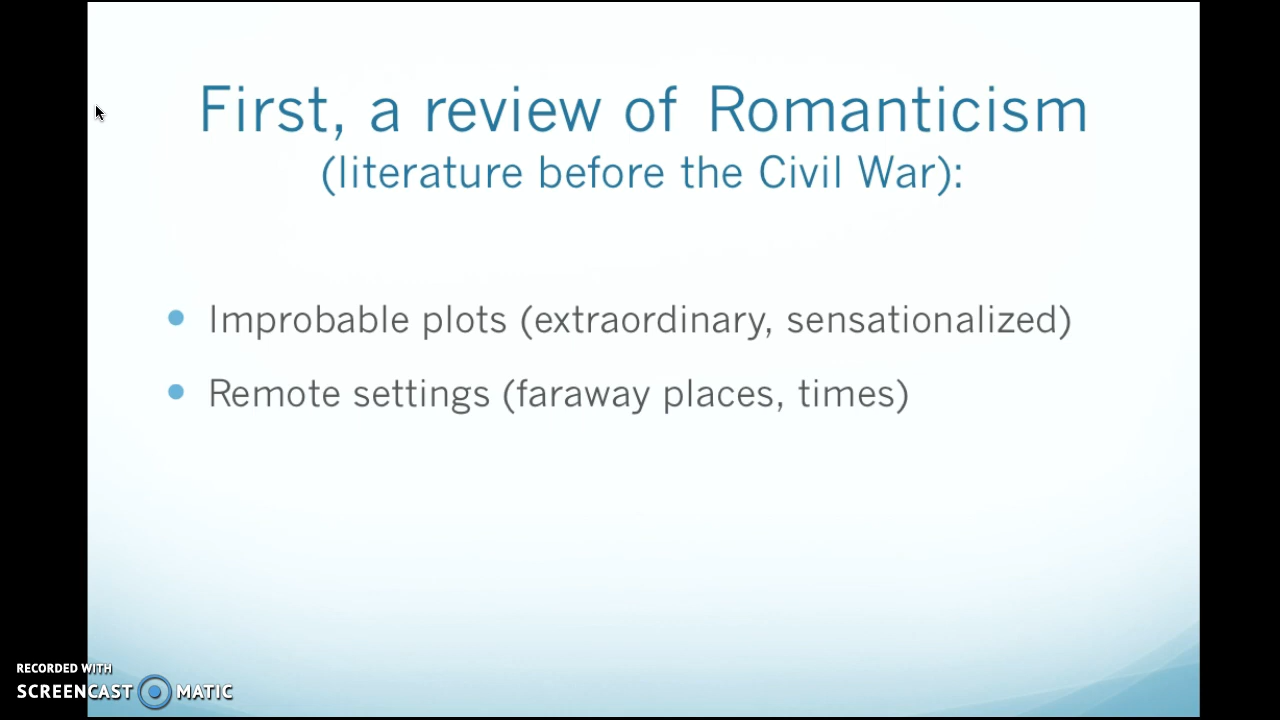 First, a review of Romanticism
(literature before the Civil War):
• Improbable plots (extraordinary, sensationalized)
• Remote settings (faraway places, times)
RECORDED WITH
SCREENCAST MATIC